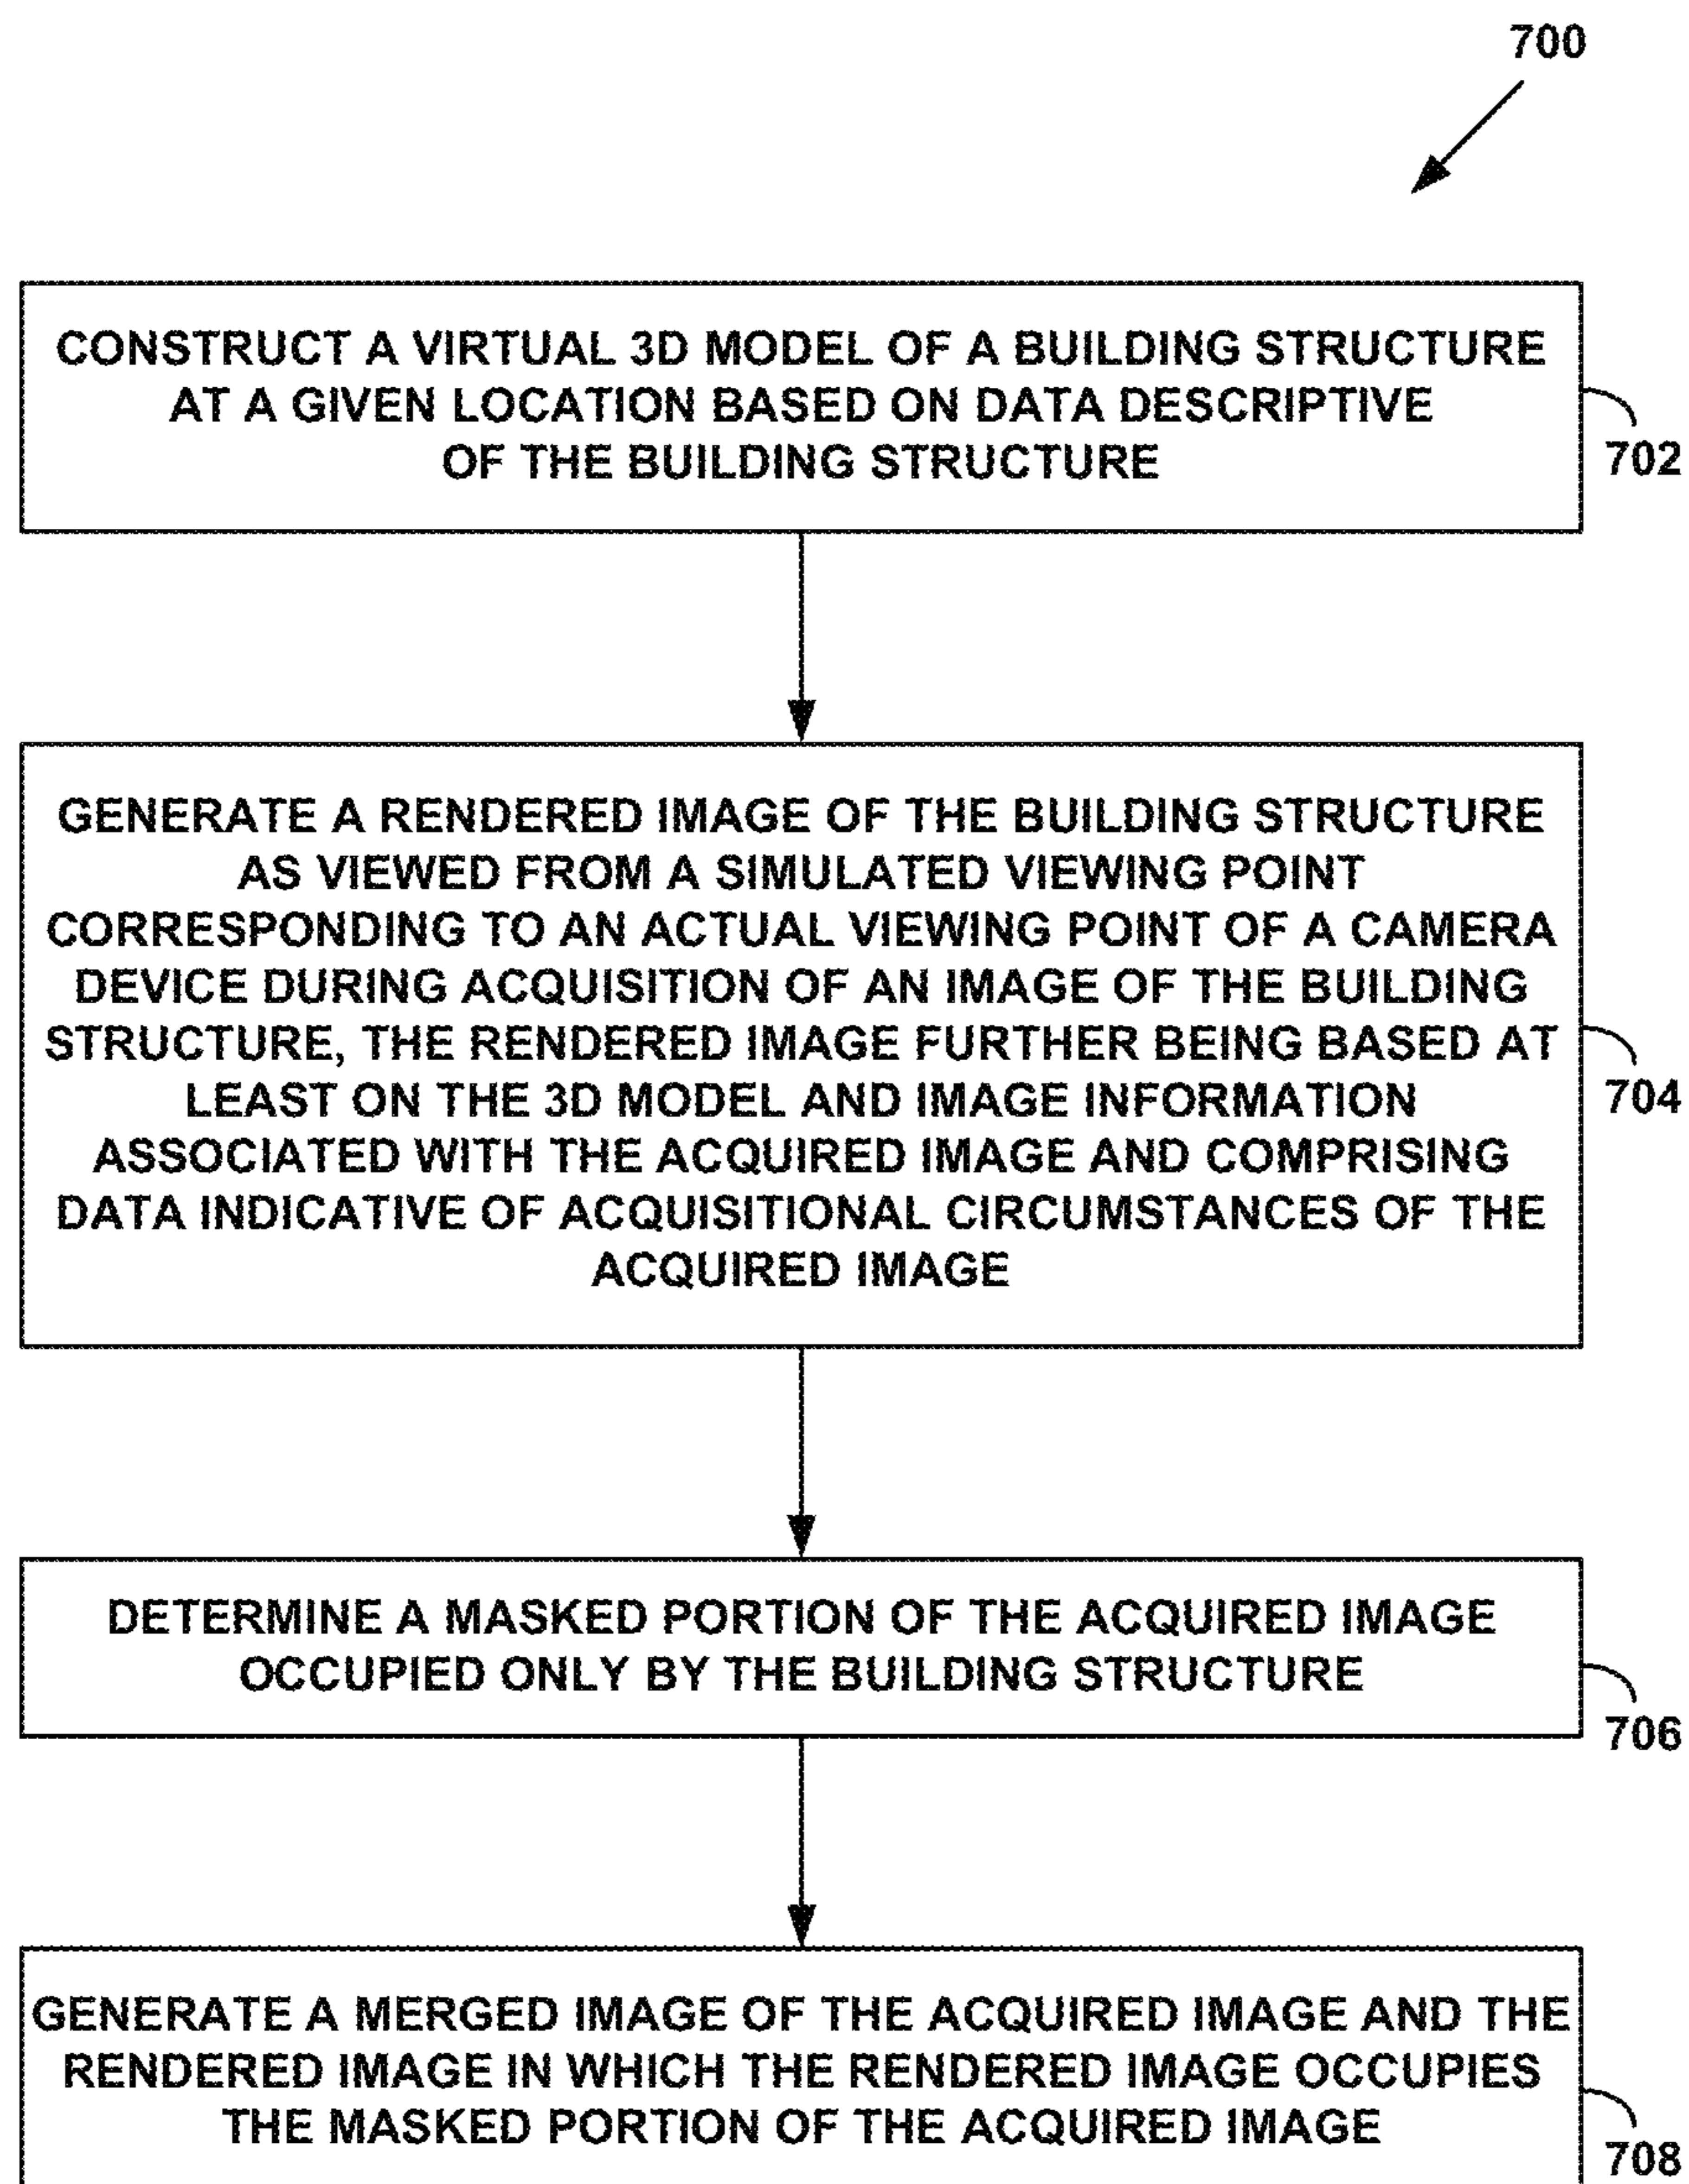 700
CONSTRUCT A VIRTUAL 3D MODEL OF A BUILDING STRUCTURE
AT A GIVEN LOCATION BASED ON DATA DESCRIPTIVE
OF THE BUILDING STRUCTURE
702
GENERATE A RENDERED IMAGE OF THE BUILDING STRUCTURE
AS VIEWED FROM A SIMULATED VIEWING POINT
CORRESPONDING TO AN ACTUAL VIEWING POINT OF A CAMERA
DEVICE DURING ACQUISITION OF AN IMAGE OF THE BUILDING
STRUCTURE, THE RENDERED IMAGE FURTHER BEING BASED AT
LEAST ON THE 3D MODEL AND IMAGE INFORMATION
ASSOCIATED WITH THE ACQUIRED IMAGE AND COMPRISING
DATA INDICATIVE OF ACQUISITIONAL CIRCUMSTANCES OF THE
ACQUIRED IMAGE
704
DETERMINE A MASKED PORTION OF THE ACQUIRED IMAGE
OCCUPIED ONLY BY THE BUILDING STRUCTURE
706
GENERATE A MERGED IMAGE OF THE ACQUIRED IMAGE AND THE
RENDERED IMAGE IN WHICH THE RENDERED IMAGE OCCUPIES
THE MASKED PORTION OF THE ACQUIRED IMAGE
708